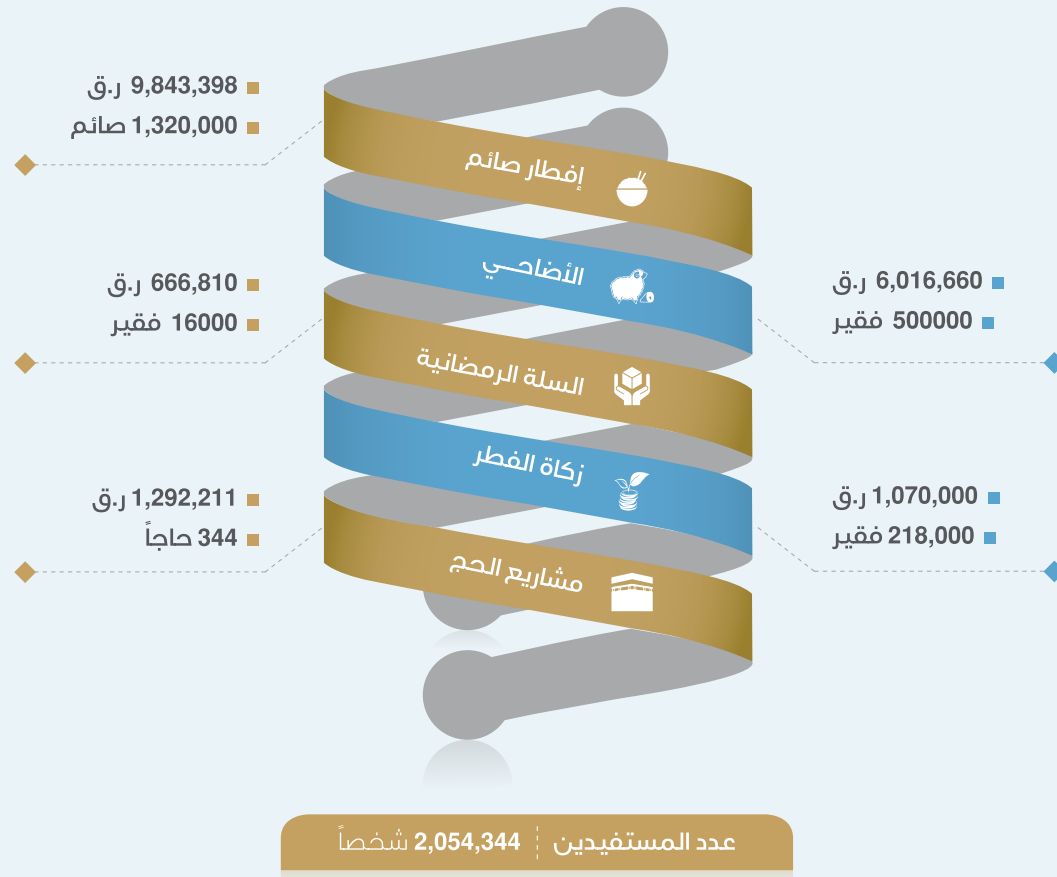 9,843,398 ر.ق
1,320,000 صائم
إفطار صائم
الأضاحـــي
6,016,660 ر.ق
500000 فقير
666,810 ر.ق
16000 فقير
السلة الرمضانية
زكاة الفطر
1,070,000 ر.ق
218,000 فقير
1,292,211 ر.ق
344 حاجاً
مشاريع الحج
عدد المستفيدين 2,054,344 شخصاً